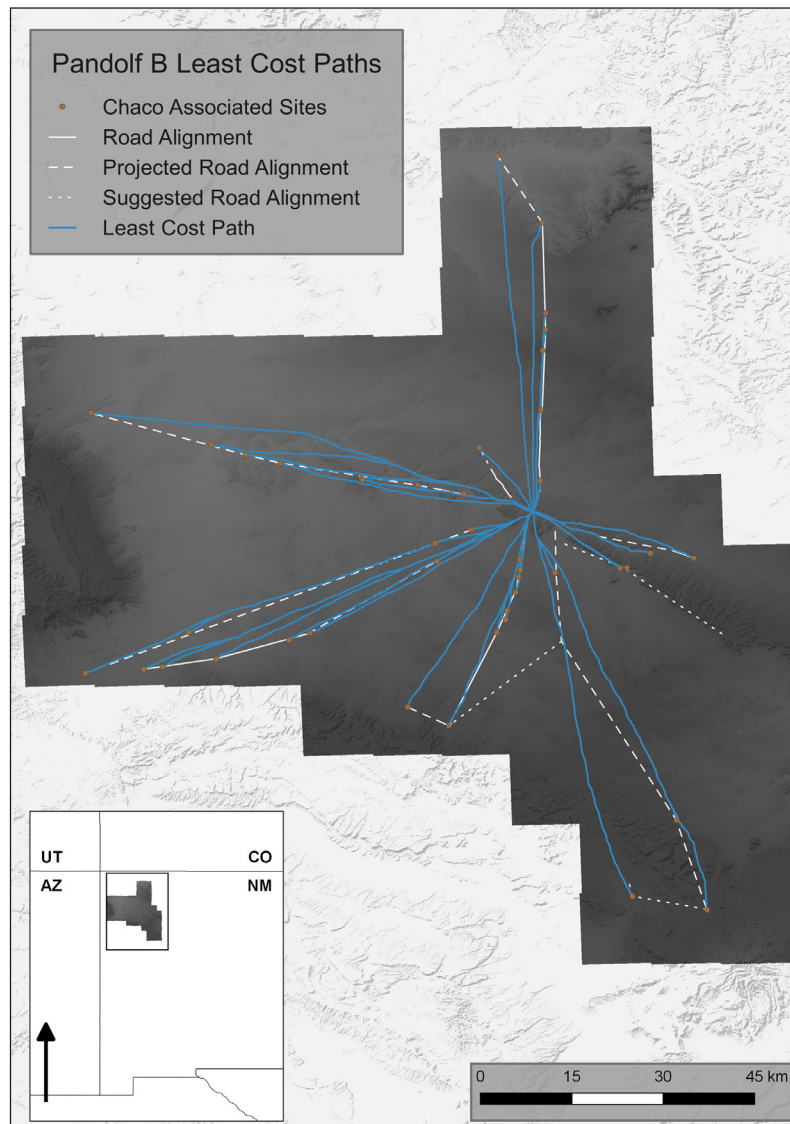 Pandolf B Least Cost Paths
Chaco Associated Sites
Road Alignment
Projected Road Alignment
Suggested Road Alignment
Least Cost Path
UT CO
AZ NM
0 15 30 45 km